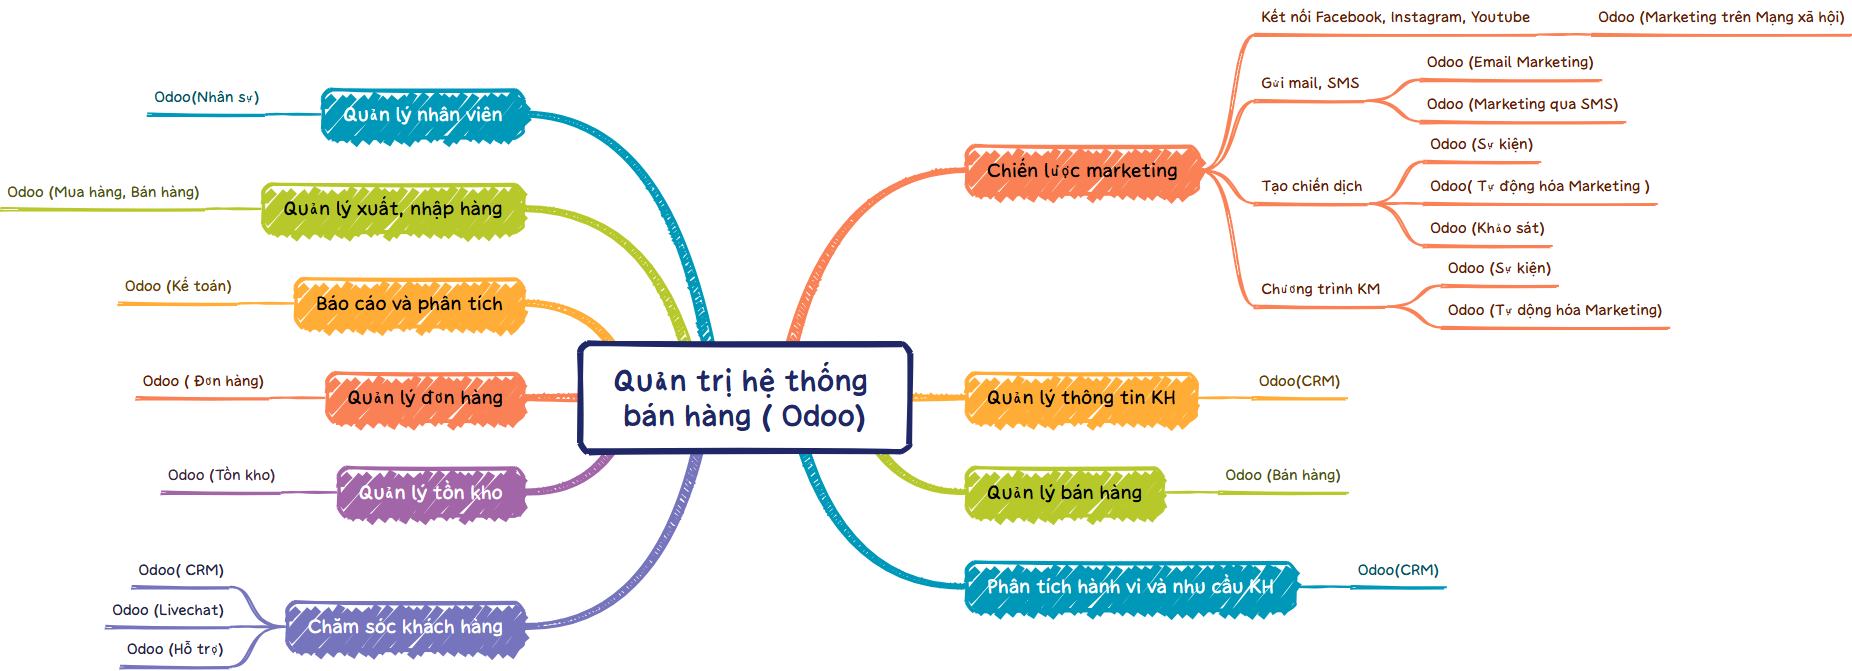 Quản trị hệ thống
bán hàng ( Odoo)
Chiến lược marketing
Kết nối Facebook, Instagram, Youtube
Odoo (Marketing trên Mạng xã hội)
Gửi mail, SMS
Odoo (Email Marketing)
Odoo (Marketing qua SMS)
Tạo chiến dịch
Odoo (Sự kiện)
Odoo( Tự động hóa Marketing )
Odoo (Khảo sát)
Chương trình KM
Odoo (Sự kiện)
Odoo (Tự dộng hóa Marketing)
Quản lý thông tin KH
Odoo(CRM)
Quản lý bán hàng
Odoo (Bán hàng)
Phân tích hành vi và nhu cầu KH
Odoo(CRM)
Quản lý nhân viên
Odoo(Nhân sự)
Quản lý xuất, nhập hàng
Odoo (Mua hàng, Bán hàng)
Báo cáo và phân tích
Odoo (Kế toán)
Quản lý đơn hàng
Odoo ( Đơn hàng)
Quản lý tồn kho
Odoo (Tồn kho)
Chăm sóc khách hàng
Odoo( CRM)
Odoo (Livechat)
Odoo (Hỗ trợ)